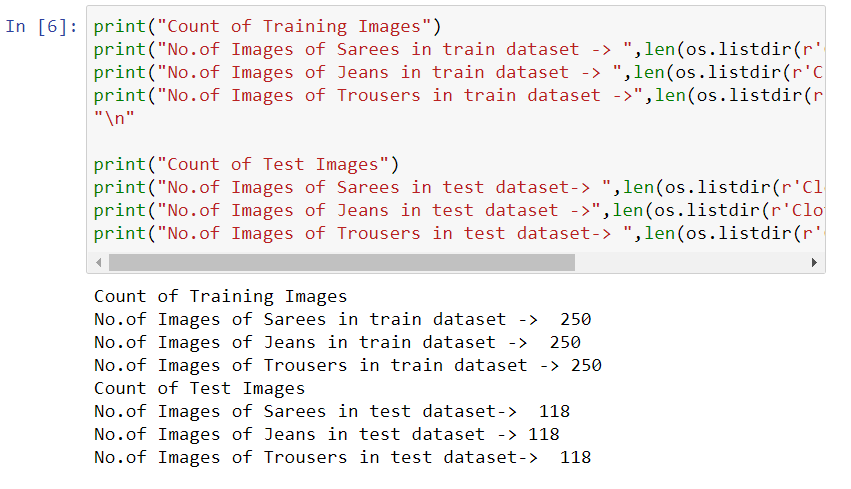 In [6]: print("Count of Training Images")
print("No.of Images of Sarees in train dataset -> ",len(os.listdir(r'
print("No.of Images of Jeans in train dataset -> ",len(os.listdir(r'C
print("No.of Images of Trousers in train dataset ->",len(os.listdir(r
"\n"
print("Count of Test Images")
print("No.of Images of Sarees in test dataset-> ",len(os.listdir(r'Cl
print("No.of Images of Jeans in test dataset ->",len(os.listdir(r'Clo
print("No.of Images of Trousers in test dataset-> ",len(os.listdir(r'
Count of Training Images
No.of Images of Sarees in train dataset ->  250
No.of Images of Jeans in train dataset ->  250
No.of Images of Trousers in train dataset -> 250
Count of Test Images
No.of Images of Sarees in test dataset->  118
No.of Images of Jeans in test dataset -> 118
No.of Images of Trousers in test dataset->  118